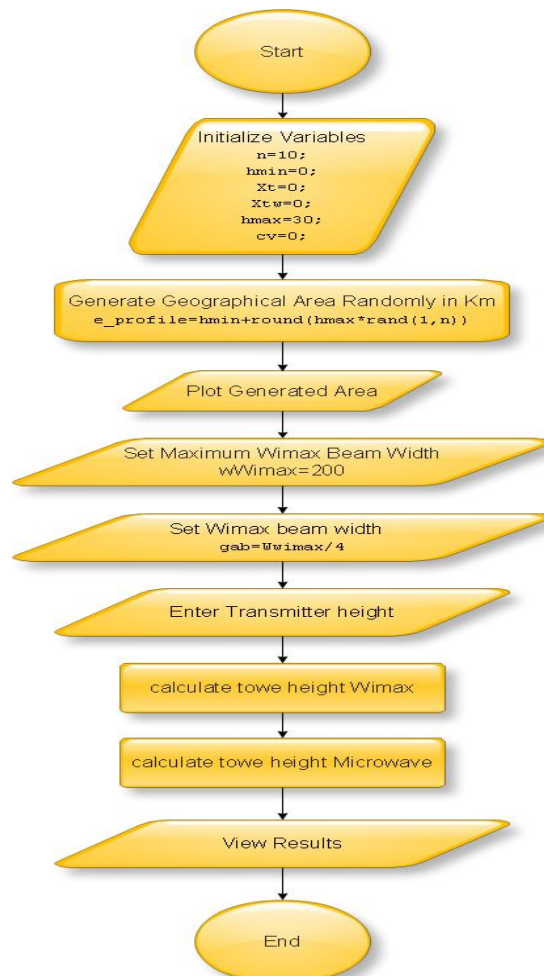 Start
Initialize Variables
n=10;
hmin=0;
Xt=0;
Xtw=0;
hmax=30;
cv=0;
Generate Geographical Area Randomly in Km
e_profile=hmin+round(hmax*rand(1,n))
Plot Generated Area
Set Maximum Wimax Beam Width
wWimax=200
Set Wimax beam width
gab=Wwimax/4
Enter Transmitter height
calculate towe height Wimax
calculate towe height Microwave
View Results
End